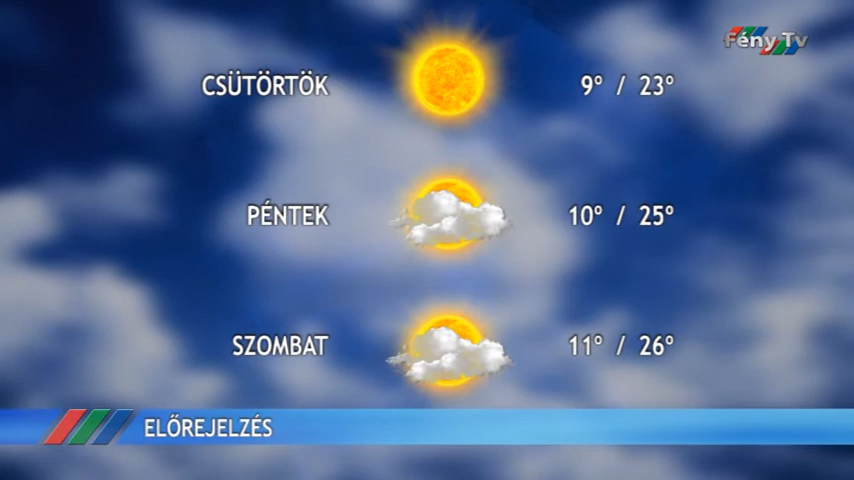 Fény Tv
CSÜTÖRTÖK 9° / 23°
PÉNTEK 10° / 25°
SZOMBAT 11° / 26°
ELŐREJELZÉS